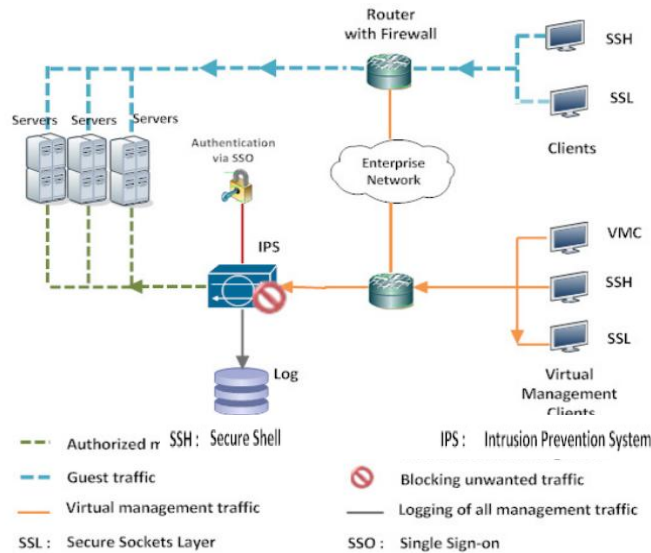 Router
with Firewall
SSH
SSL
Clients
Servers
Servers
Servers
Authentication
via SSO
Enterprise
Network
IPS
VMC
SSH
SSL
Virtual
Management
Clients
Log
Authorized m
SSH : Secure Shell
IPS : Intrusion Prevention System
Guest traffic
Blocking unwanted traffic
Virtual management traffic
Logging of all management traffic
SSL : Secure Sockets Layer
SSO : Single Sign-on